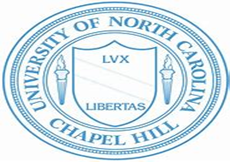 UNIVERSITY OF NORTH CAROLINA
LVX
LIBERTAS
CHAPEL HILL